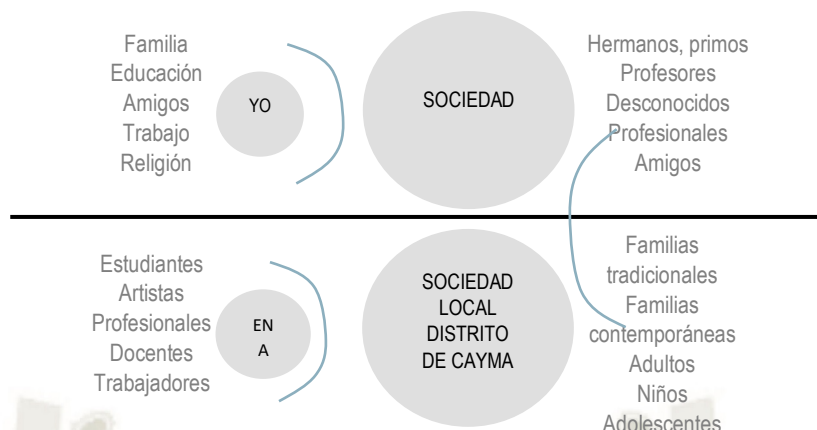 Familia
Educación
Amigos
Trabajo
Religión
YO
SOCIEDAD
Hermanos, primos
Profesores
Desconocidos
Profesionales
Amigos
Estudiantes
Artistas
Profesionales
Docentes
Trabajadores
EN
A
SOCIEDAD
LOCAL
DISTRITO
DE CAYMA
Familias
tradicionales
Familias
contemporáneas
Adultos
Niños
Adolescentes